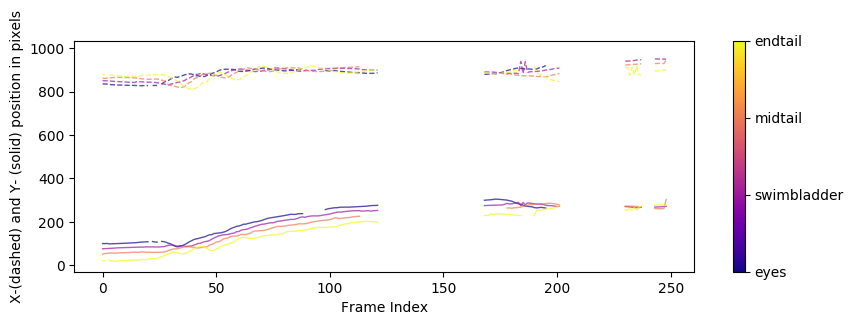 X-(dashed) and Y- (solid) position in pixels
1000
800
600
400
200
0
0 50 100 150 200 250
Frame Index
endtail
midtail
swimbladder
eyes